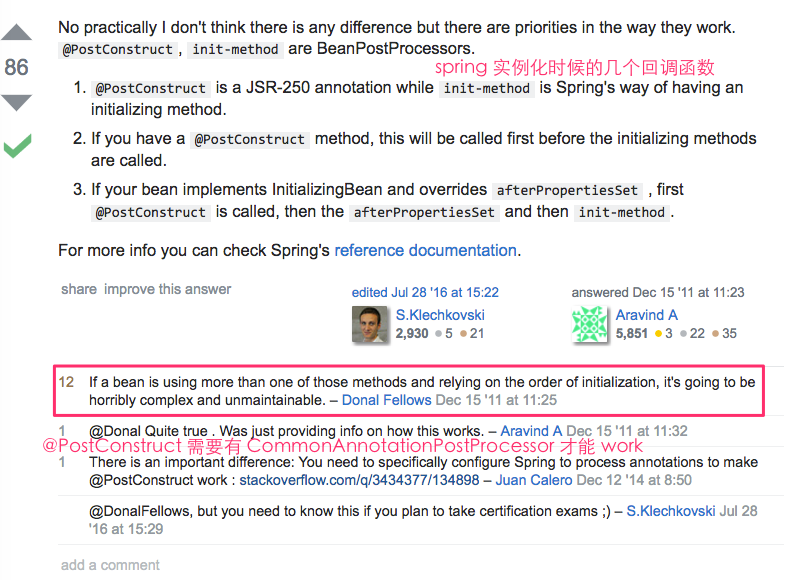 No practically I don't think there is any difference but there are priorities in the way they work.
@PostConstruct, init-method are BeanPostProcessors.
spring 实例化时候的几个回调函数
86
1. @PostConstruct is a JSR-250 annotation while init-method is Spring's way of having an
initializing method.
2. If you have a @PostConstruct method, this will be called first before the initializing methods
are called.
3. If your bean implements InitializingBean and overrides afterPropertiesSet , first
@PostConstruct is called, then the afterPropertiesSet and then init-method.
For more info you can check Spring's reference documentation.
share improve this answer
edited Jul 28 '16 at 15:22
S.Klechkovski
2,930 ●5 ●21
answered Dec 15 '11 at 11:23
Aravind A
5,851 ●3 ●22 ●35
12 If a bean is using more than one of those methods and relying on the order of initialization, it's going to be
horribly complex and unmaintainable. – Donal Fellows Dec 15 '11 at 11:25
1 @Donal Quite true . Was just providing info on how this works. – Aravind A Dec 15 '11 at 11:32
@PostConstruct 需要有 CommonAnnotationPostProcessor 才能 work
1 There is an important difference: You need to specifically configure Spring to process annotations to make
@PostConstruct work : stackoverflow.com/q/3434377/134898 – Juan Calero Dec 12 '14 at 8:50
@DonalFellows, but you need to know this if you plan to take certification exams ;) – S.Klechkovski Jul 28
'16 at 15:29
add a comment